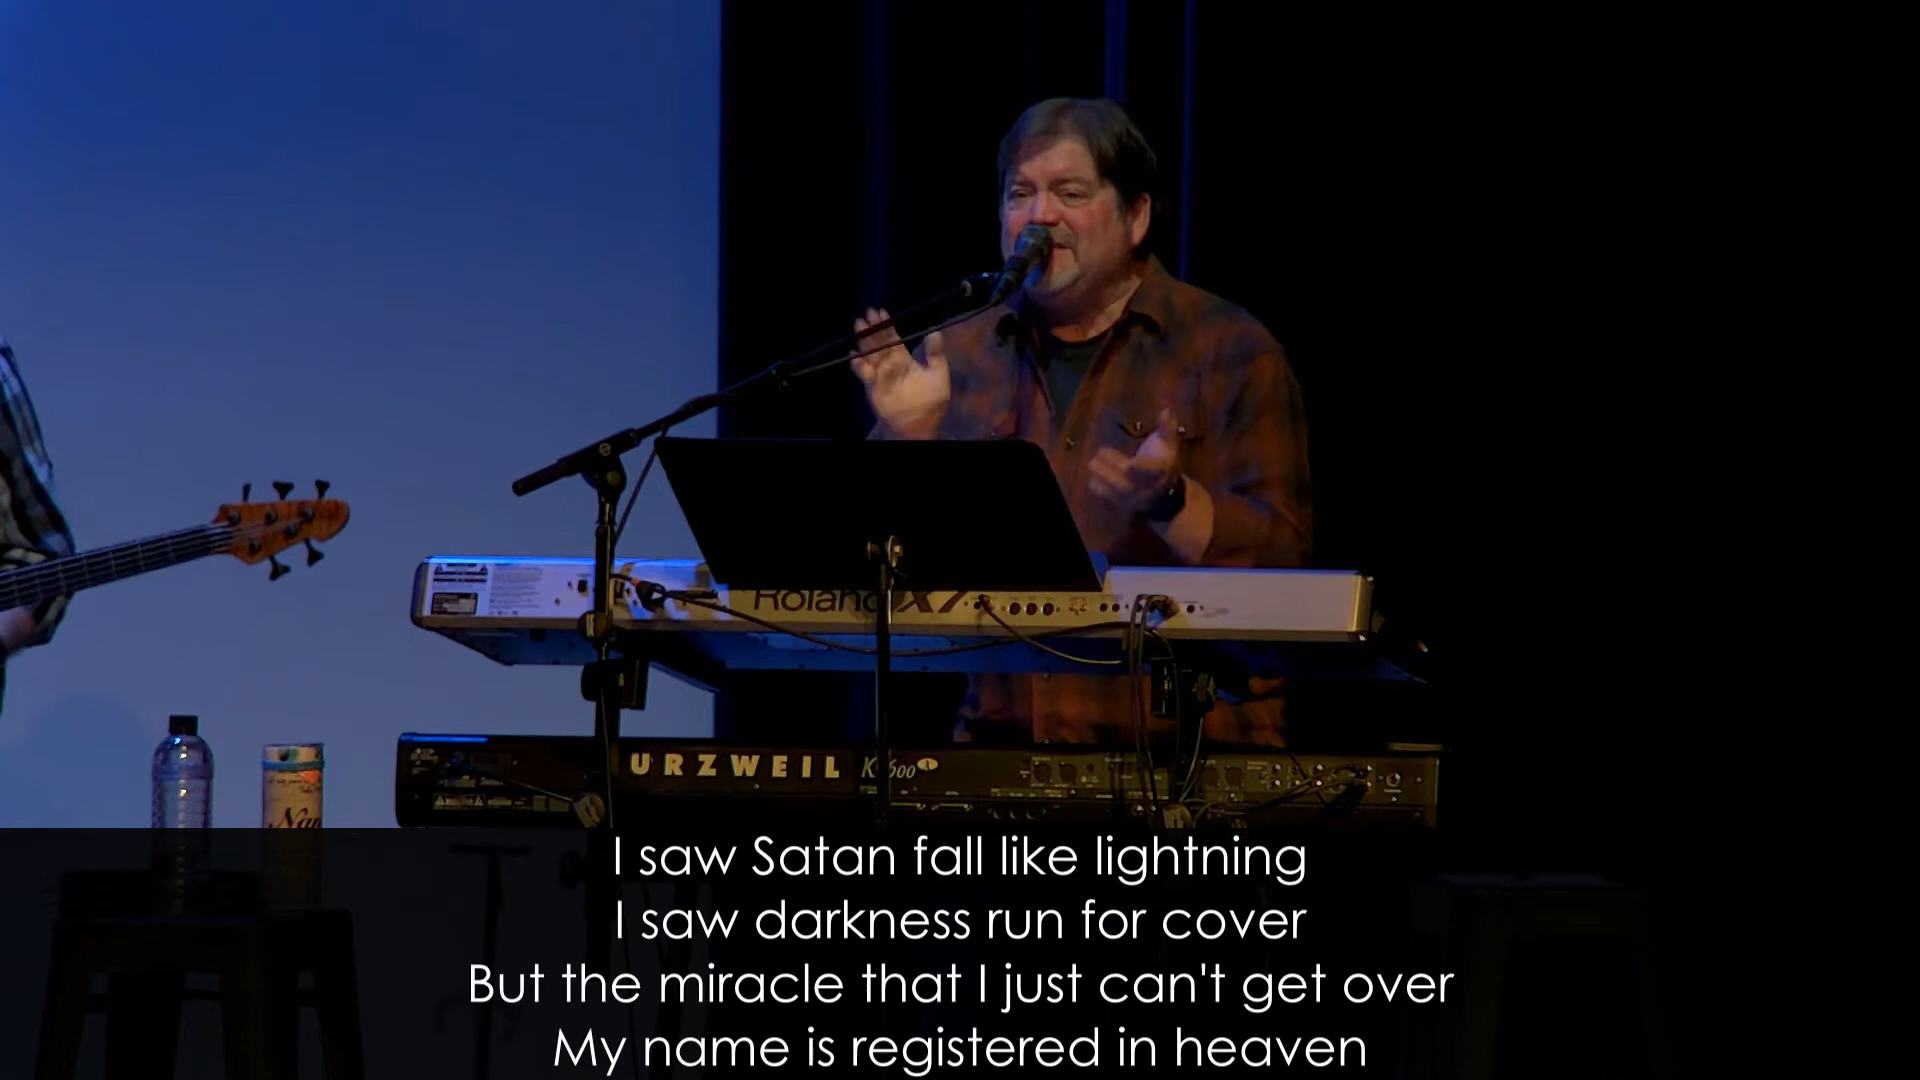 Roland X7
URZWEIL
Nan
I saw Satan fall like lightning
I saw darkness run for cover
But the miracle that I just can't get over
My name is registered in heaven